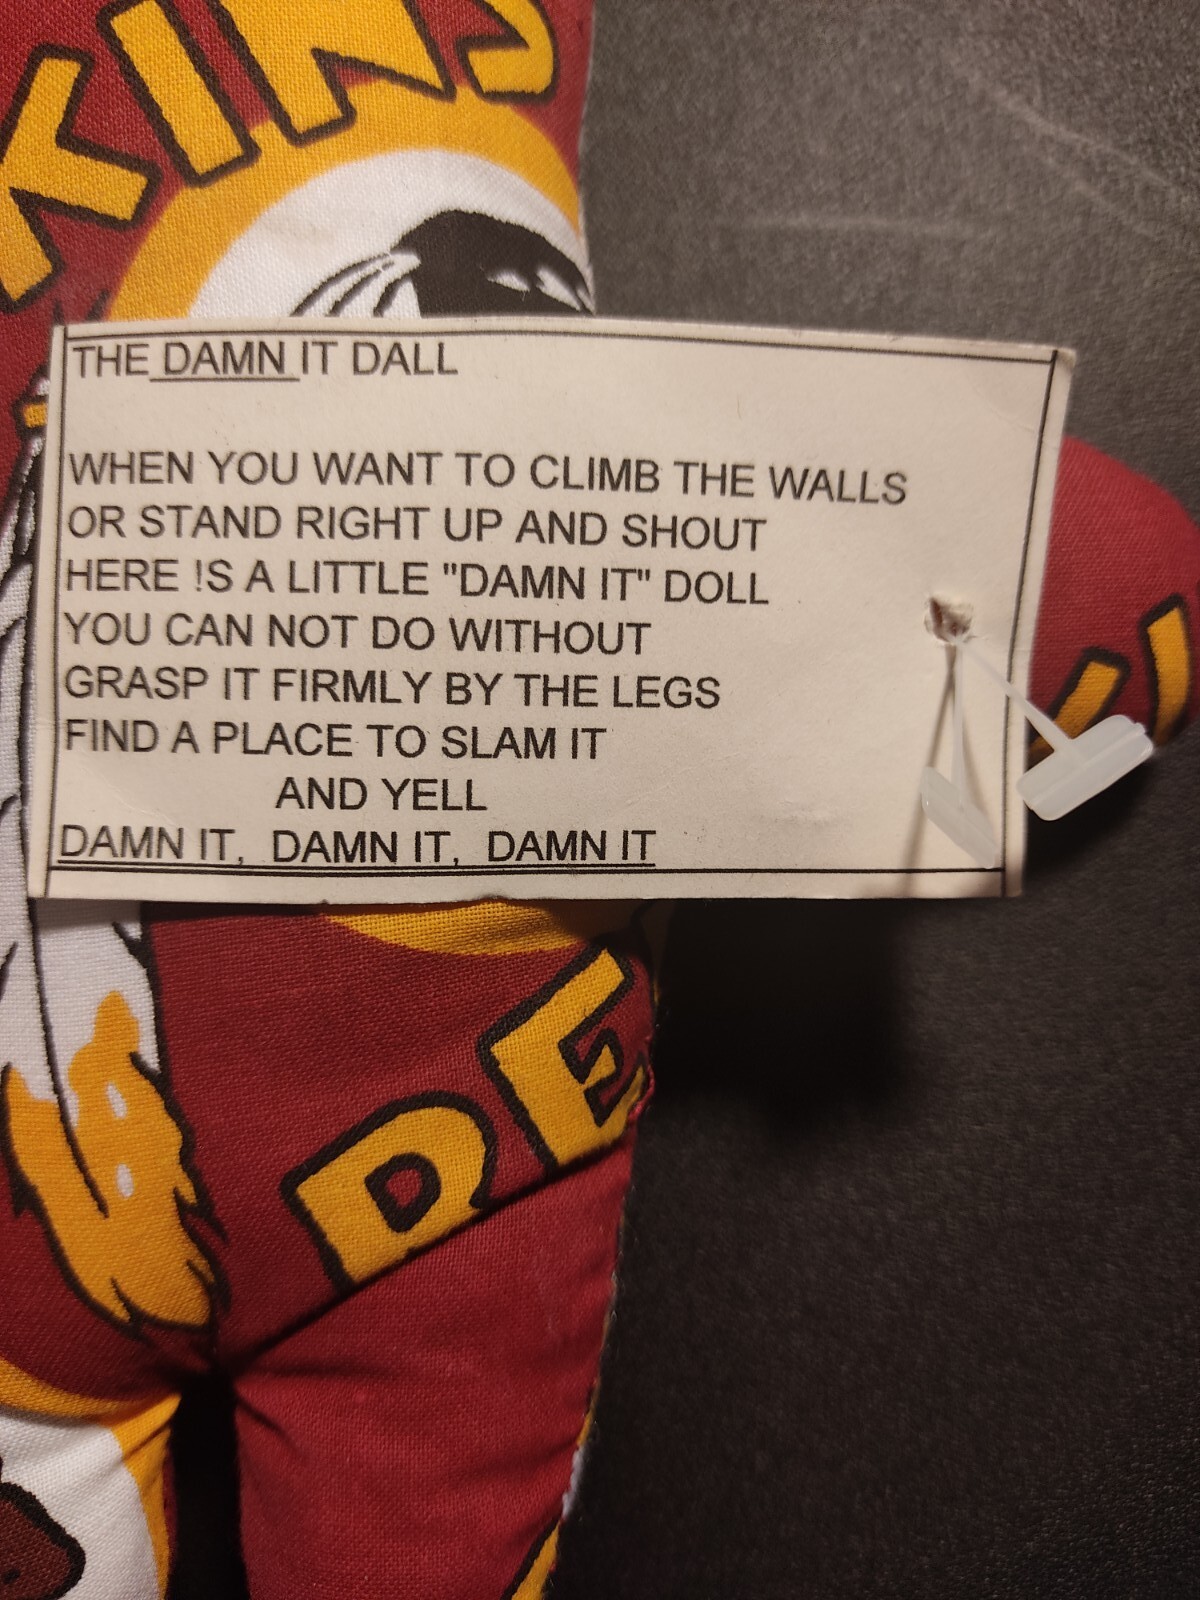 KINS
THE DAMN IT DALL
WHEN YOU WANT TO CLIMB THE WALLS
OR STAND RIGHT UP AND SHOUT
HERE !S A LITTLE "DAMN IT" DOLL
YOU CAN NOT DO WITHOUT
GRASP IT FIRMLY BY THE LEGS
FIND A PLACE TO SLAM IT
AND YELL
DAMN IT, DAMN IT, DAMN IT
RE